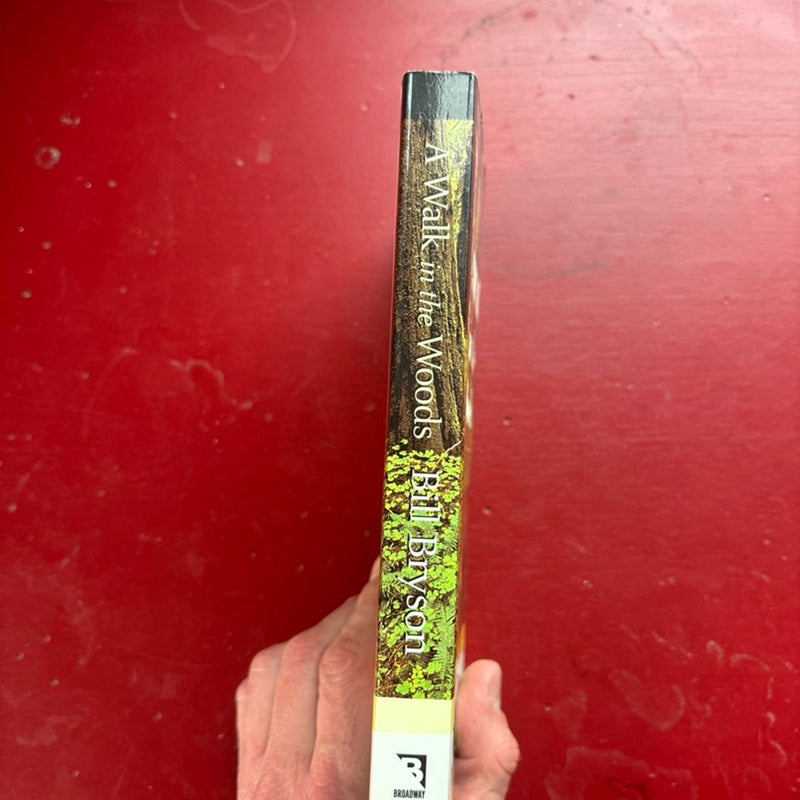 A Walk in the Woods Bill Bryson
B
BROADWAY